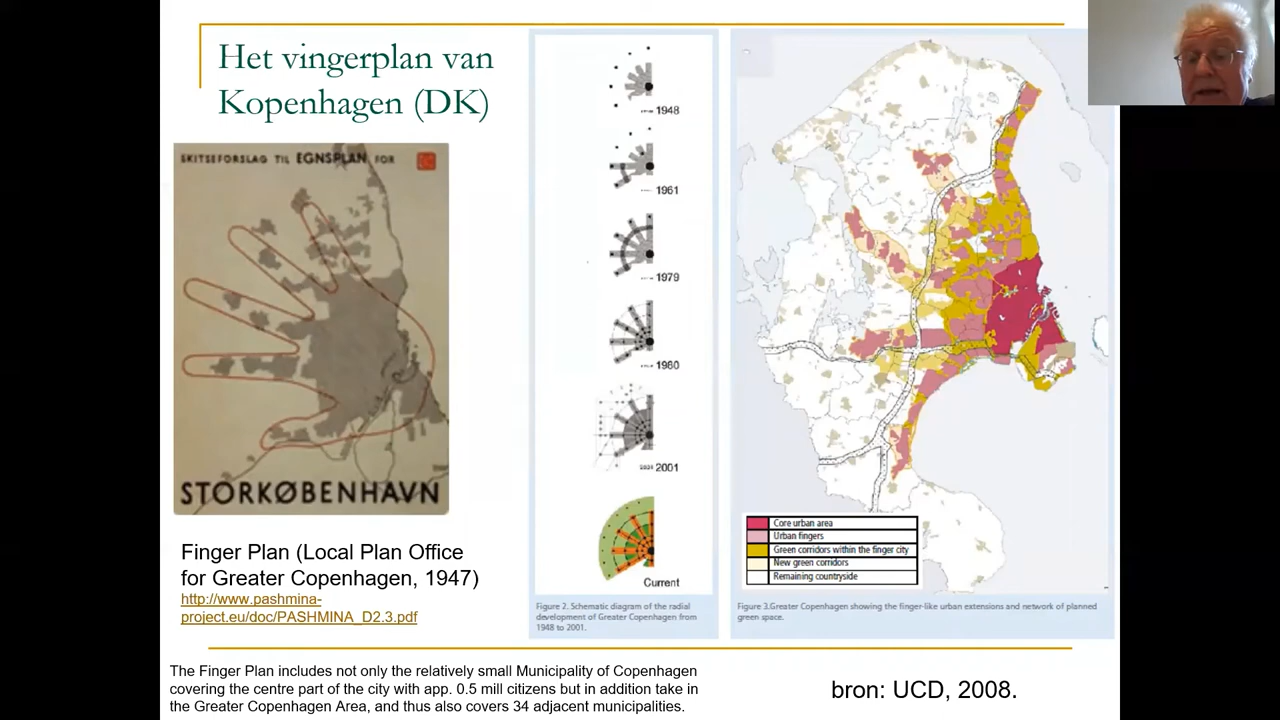 Het vingerplan van
Kopenhagen (DK)
SKITSEFORSLAG TIL EGNSPLAN FOR
STORKØBENHAVN
Finger Plan (Local Plan Office
for Greater Copenhagen, 1947)
http://www.pashmina-
project.eu/doc/PASHMINA_D2.3.pdf
1948
1961
1979
1960
2001
Current
Figure 2. Schematic diagram of the radial
development of Greater Copenhagen from
1948 to 2001.
Core urban area
Urban fingers
Green corridors within the finger city
New green corridors
Remaining countryside
Figure 3.Greater Copenhagen showing the finger-like urban extensions and network of planned
green space.
The Finger Plan includes not only the relatively small Municipality of Copenhagen
covering the centre part of the city with app. 0.5 mill citizens but in addition take in
the Greater Copenhagen Area, and thus also covers 34 adjacent municipalities.
bron: UCD, 2008.